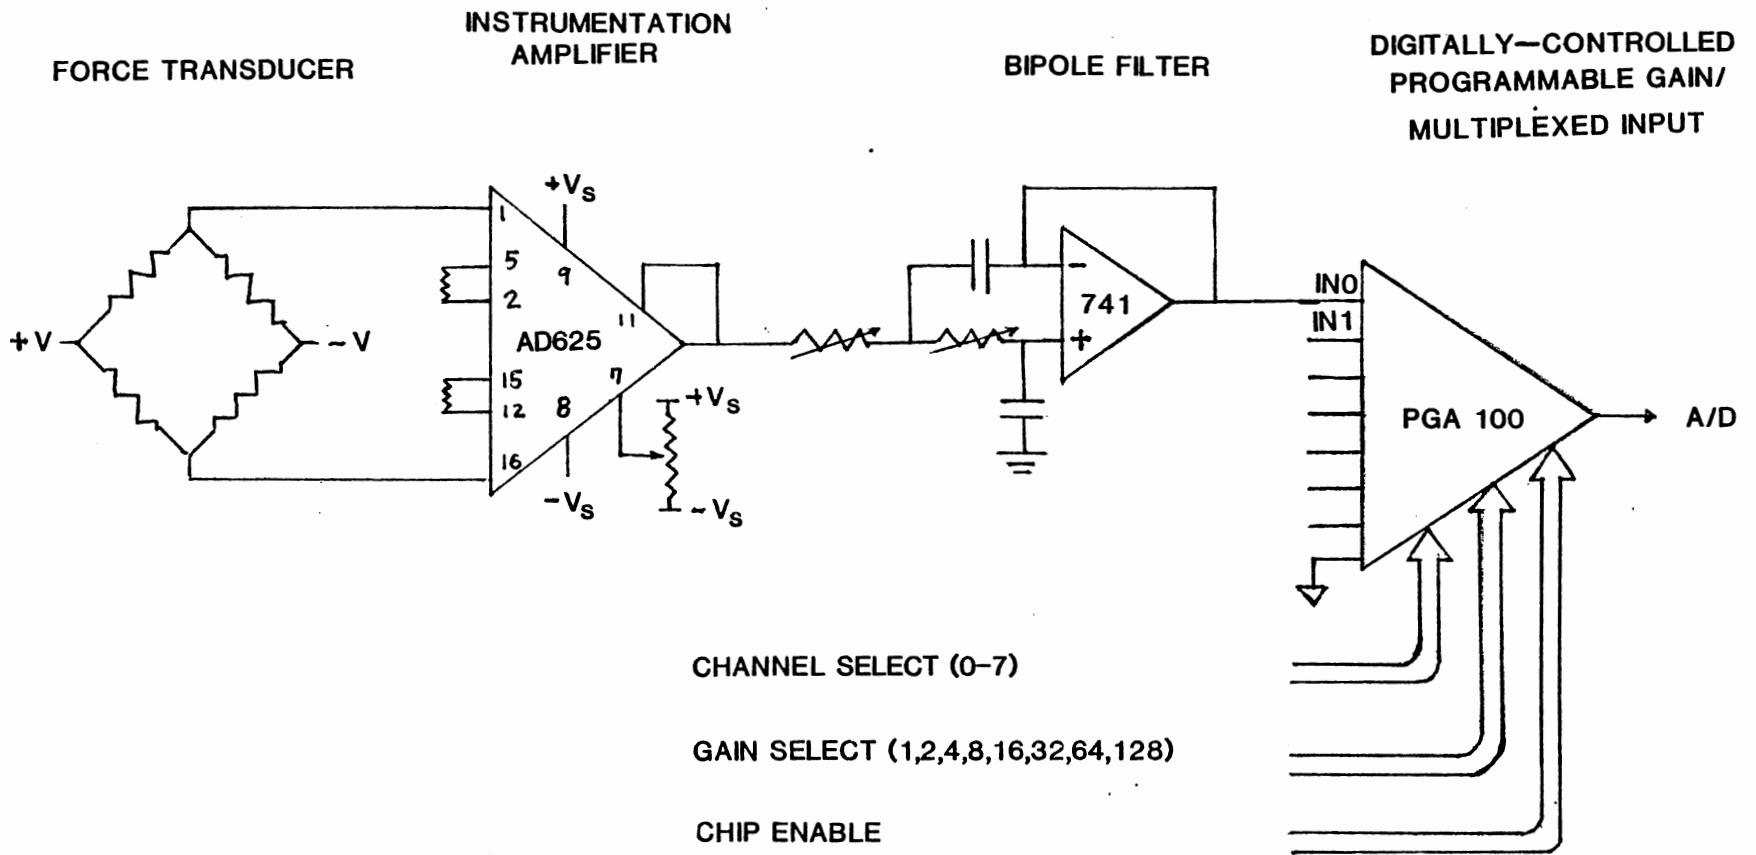 FORCE TRANSDUCER
INSTRUMENTATION
AMPLIFIER
BIPOLE FILTER
DIGITALLY—CONTROLLED
PROGRAMMABLE GAIN/
MULTIPLEXED INPUT
+V
-V
1
5
2
15
12
16
9
11
AD625
7
8
+Vs
-Vs
+Vs
-Vs
-
741
+
IN0
IN1
PGA 100
A/D
CHANNEL SELECT (0-7)
GAIN SELECT (1,2,4,8,16,32,64,128)
CHIP ENABLE